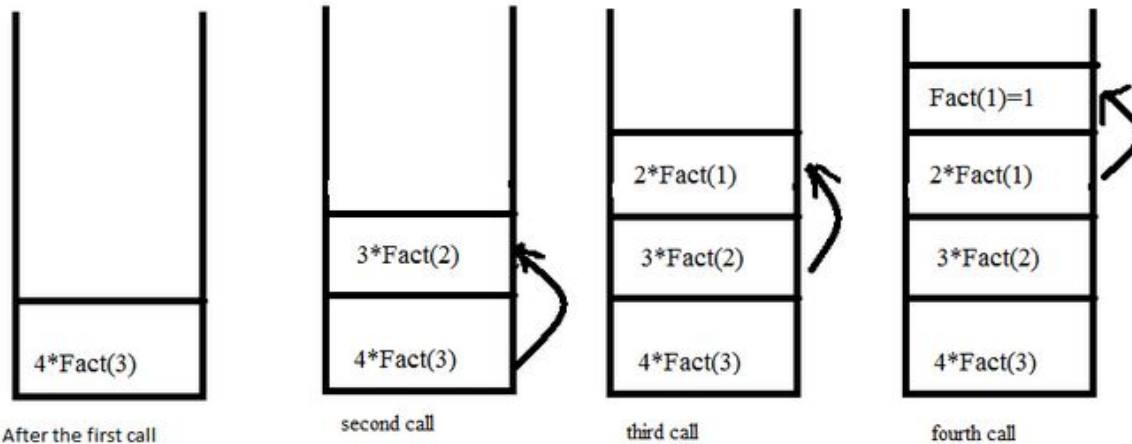 4*Fact(3)
After the first call
3*Fact(2)
4*Fact(3)
second call
2*Fact(1)
3*Fact(2)
4*Fact(3)
third call
Fact(1)=1
2*Fact(1)
3*Fact(2)
4*Fact(3)
fourth call